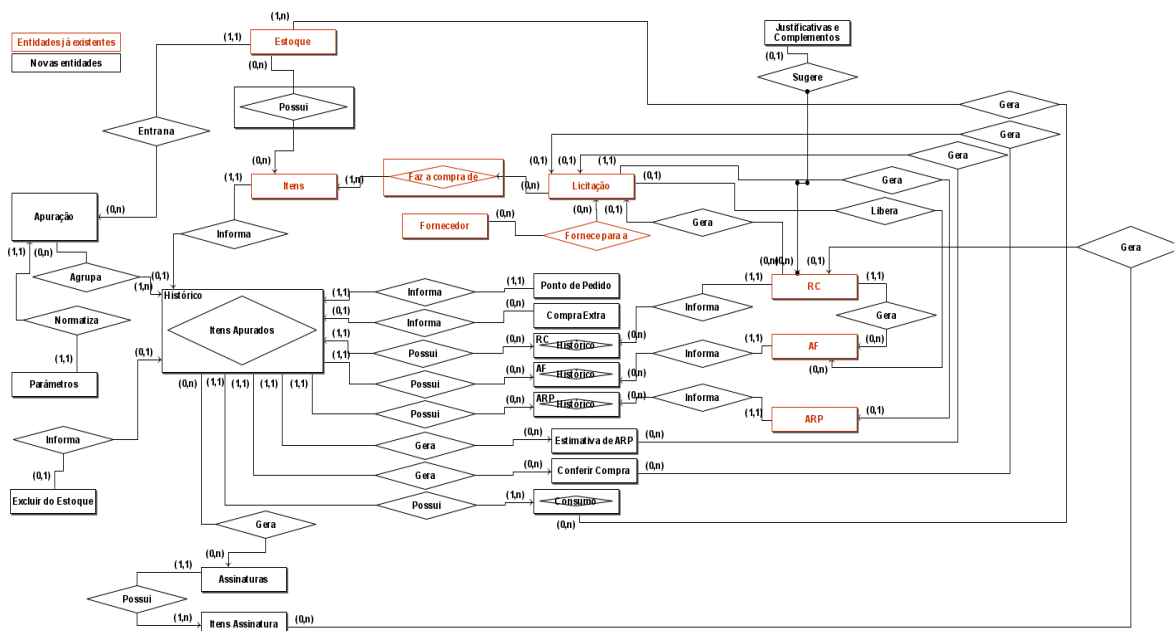 (1,n)
Entidades já existentes
Novas entidades
(1,1)
Estoque
(0,n)
Justificativas e
Complementos
(0,1)
Sugere
Possui
Entra na
Gera
Gera
Gera
(0,n)
(0,1)
(0,1)
(1,1)
(1,1)
Itens
(1,n)
Faz a compra de
(0,n)
Licitação
(0,1)
Gera
Libera
Apuração
(0,n)
Informa
Fornecedor
(0,n)
(0,n)
(0,1)
Fornece para a
Gera
Gera
(1,1)
(0,n)
Agrupa
(1,n)
(0,1)
(0,n)
(0,n)
(0,1)
(1,1)
RC
(1,1)
Histórico
Itens Apurados
(1,1)
Informa
(1,1)
Ponto de Pedido
(0,1)
Informa
(0,n)
Compra Extra
Informa
Gera
Normatiza
(1,1)
Possui
(0,n)
RC
Histórico
(0,n)
(1,1)
Parâmetros
(0,1)
(1,1)
Possui
(0,n)
AF
Histórico
(0,n)
Informa
(1,1)
AF
(0,n)
(0,n)
(0,n)
(1,1)
(1,1)
(1,1)
(1,1)
Possui
(0,n)
ARP
Histórico
(0,n)
Informa
(1,1)
ARP
(0,1)
Informa
(0,1)
Excluir do Estoque
Gera
(0,n)
Estimativa de ARP
(0,n)
Gera
(0,n)
Conferir Compra
(0,n)
Possui
(1,n)
Consumo
(0,n)
Gera
(0,n)
(1,1)
Assinaturas
Possui
(1,n)
Itens Assinatura
(0,n)